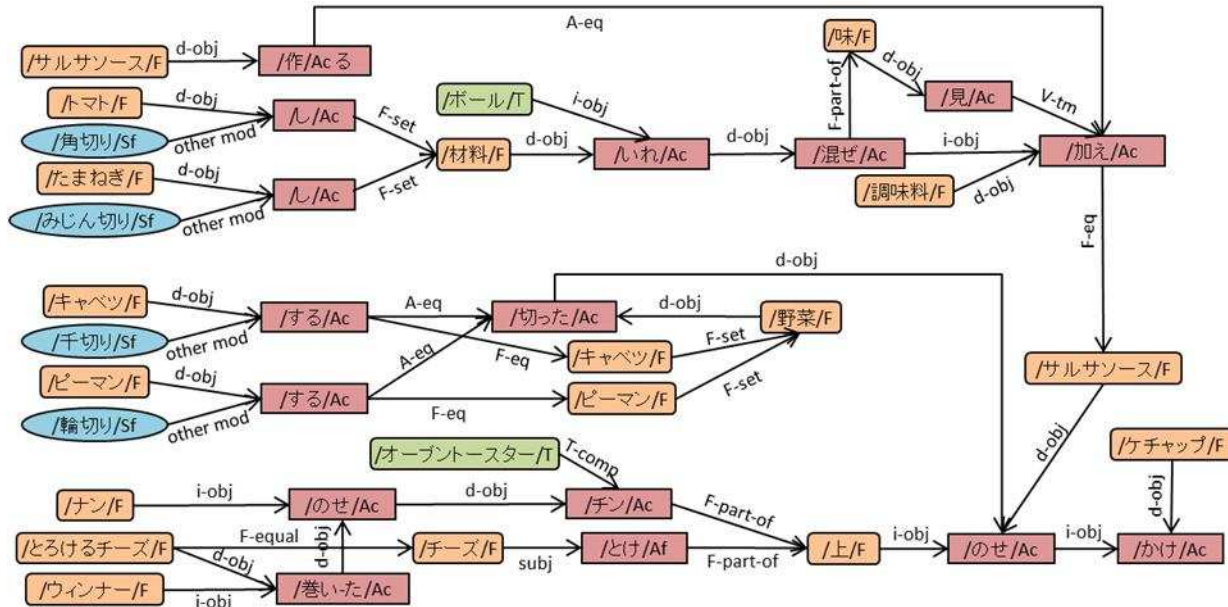 A-eq
/サルサソース/F
d-obj
/作/Acる
/味/F
d-obj
/トマト/F
d-obj
/し/Ac
F-set
/ボール/T
i-obj
F-part-of
/見/Ac
V-tm
/角切り/Sf
other mod
/材料/F
d-obj
/いれ/Ac
d-obj
/混ぜ/Ac
i-obj
/加え/Ac
/たまねぎ/F
d-obj
/し/Ac
F-set
/調味料/F
d-obj
/みじん切り/Sf
other mod
F-eq
d-obj
/キャベツ/F
d-obj
/する/Ac
A-eq
/切った/Ac
d-obj
/野菜/F
/千切り/Sf
other mod
A-eq
F-eq
/キャベツ/F
F-set
/ピーマン/F
d-obj
/する/Ac
F-eq
/ピーマン/F
F-set
/サルサソース/F
/輪切り/Sf
other mod
/オーブントースター/T
T-comp
d-obj
/ケチャップ/F
d-obj
/ナン/F
i-obj
/のせ/Ac
d-obj
/チン/Ac
F-part-of
/とろけるチーズ/F
F-equal
d-obj
d-obj
/チーズ/F
subj
/とけ/Af
F-part-of
/上/F
i-obj
/のせ/Ac
i-obj
/かけ/Ac
/ウィンナー/F
i-obj
/巻いた/Ac